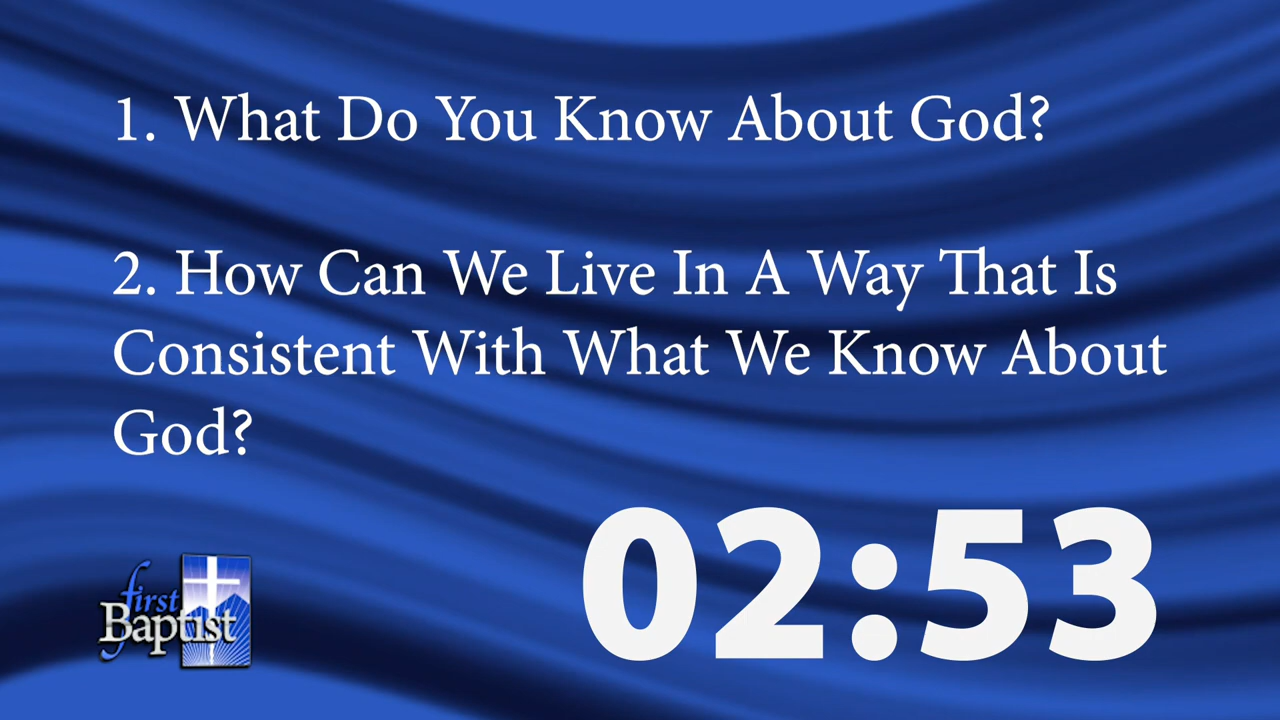 1. What Do You Know About God?
2. How Can We Live In A Way That Is
Consistent With What We Know About
God?
02:53
first
Baptist